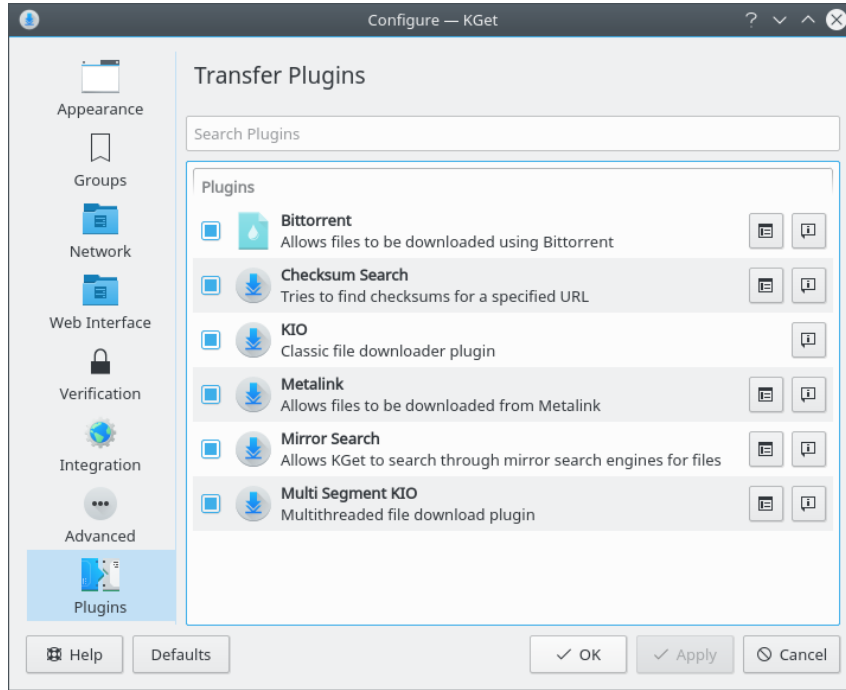 Configure — KGet
Appearance
Groups
Network
Web Interface
Verification
Integration
Advanced
Plugins
Transfer Plugins
Search Plugins
Plugins
Bittorrent
Allows files to be downloaded using Bittorrent
Checksum Search
Tries to find checksums for a specified URL
KIO
Classic file downloader plugin
Metalink
Allows files to be downloaded from Metalink
Mirror Search
Allows KGet to search through mirror search engines for files
Multi Segment KIO
Multithreaded file download plugin
Help
Defaults
OK
Apply
Cancel